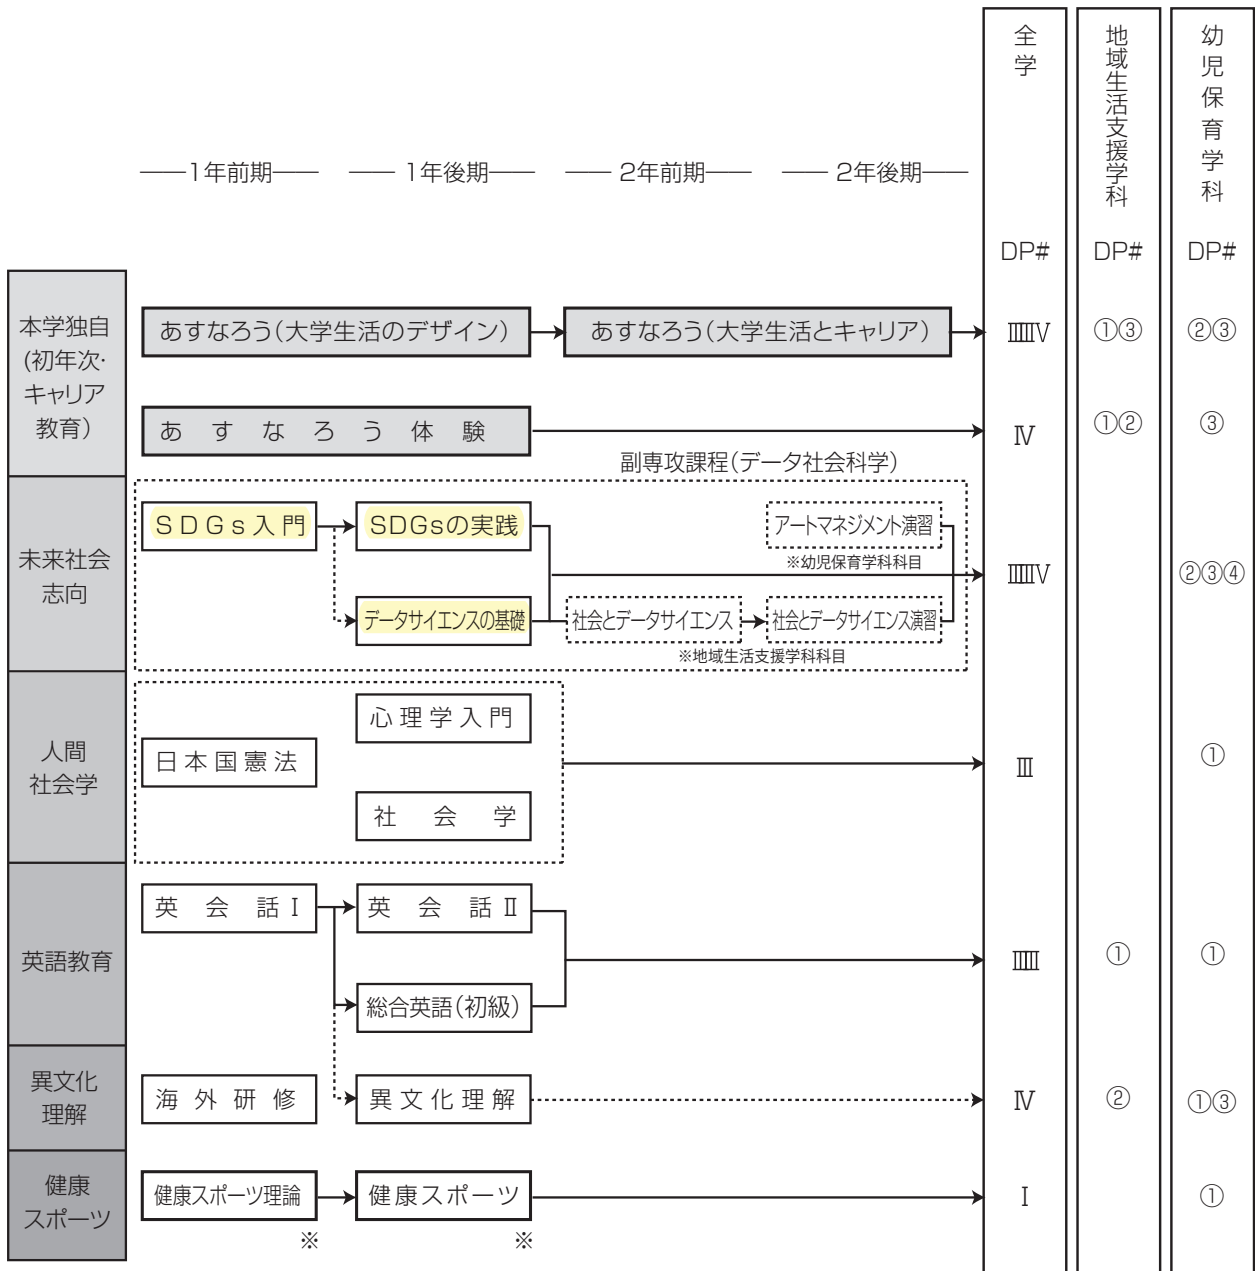 全学
地域生活支援学科
幼児保育学科
——1年前期—— —— 1年後期—— —— 2年前期—— —— 2年後期——
DP# DP# DP#
本学独自
(初年次・
キャリア
教育)
あすなろう(大学生活のデザイン) あすなろう(大学生活とキャリア) ⅡⅢⅣ ①③ ②③
あすなろう体験 Ⅳ ①② ③
副専攻課程(データ社会科学)
未来社会
志向
SDGs入門 SDGsの実践 アートマネジメント演習
※幼児保育学科科目
ⅡⅢⅣ ②③④
データサイエンスの基礎 社会とデータサイエンス 社会とデータサイエンス演習
※地域生活支援学科科目
人間
社会学
心理学入門
日本国憲法 Ⅲ ①
社会学
英語教育
英会話Ⅰ 英会話Ⅱ
ⅡⅢ ① ①
総合英語(初級)
異文化
理解
海外研修 異文化理解 Ⅳ ② ①③
健康
スポーツ
健康スポーツ理論 健康スポーツ Ⅰ ①
※ ※